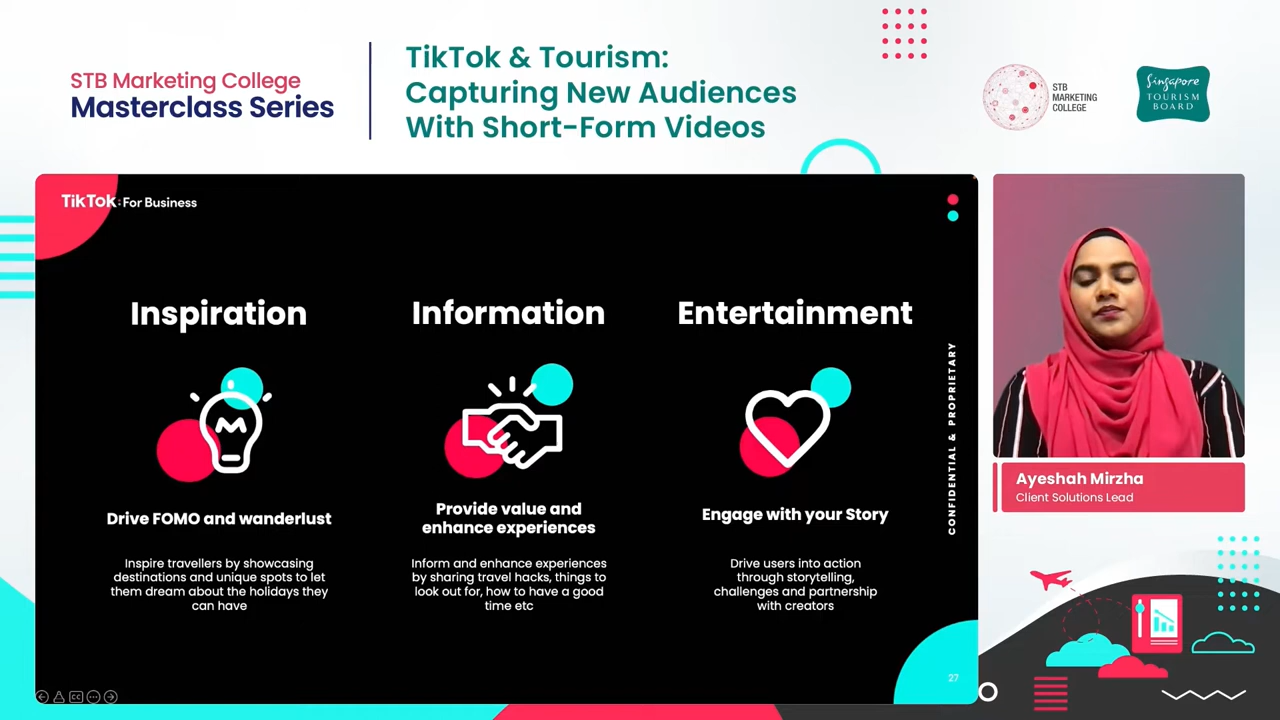 STB Marketing College
Masterclass Series
TikTok & Tourism:
Capturing New Audiences
With Short-Form Videos
STB
MARKETING
COLLEGE
Singapore
TOURISM
BOARD
TikTok: For Business
Inspiration
Drive FOMO and wanderlust
Inspire travellers by showcasing
destinations and unique spots to let
them dream about the holidays they
can have
Information
Provide value and
enhance experiences
Inform and enhance experiences
by sharing travel hacks, things to
look out for, how to have a good
time etc
Entertainment
Engage with your Story
Drive users into action
through storytelling,
challenges and partnership
with creators
CONFIDENTIAL & PROPRIETARY
27
CC
Ayeshah Mirzha
Client Solutions Lead